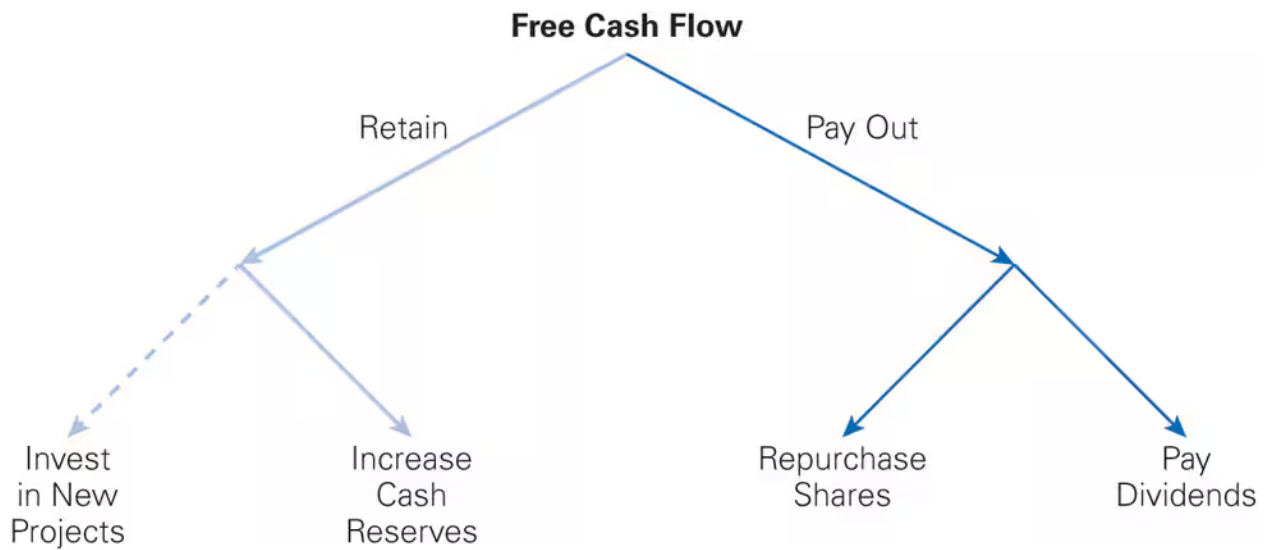 Free Cash Flow
Retain
Pay Out
Invest
in New
Projects
Increase
Cash
Reserves
Repurchase
Shares
Pay
Dividends